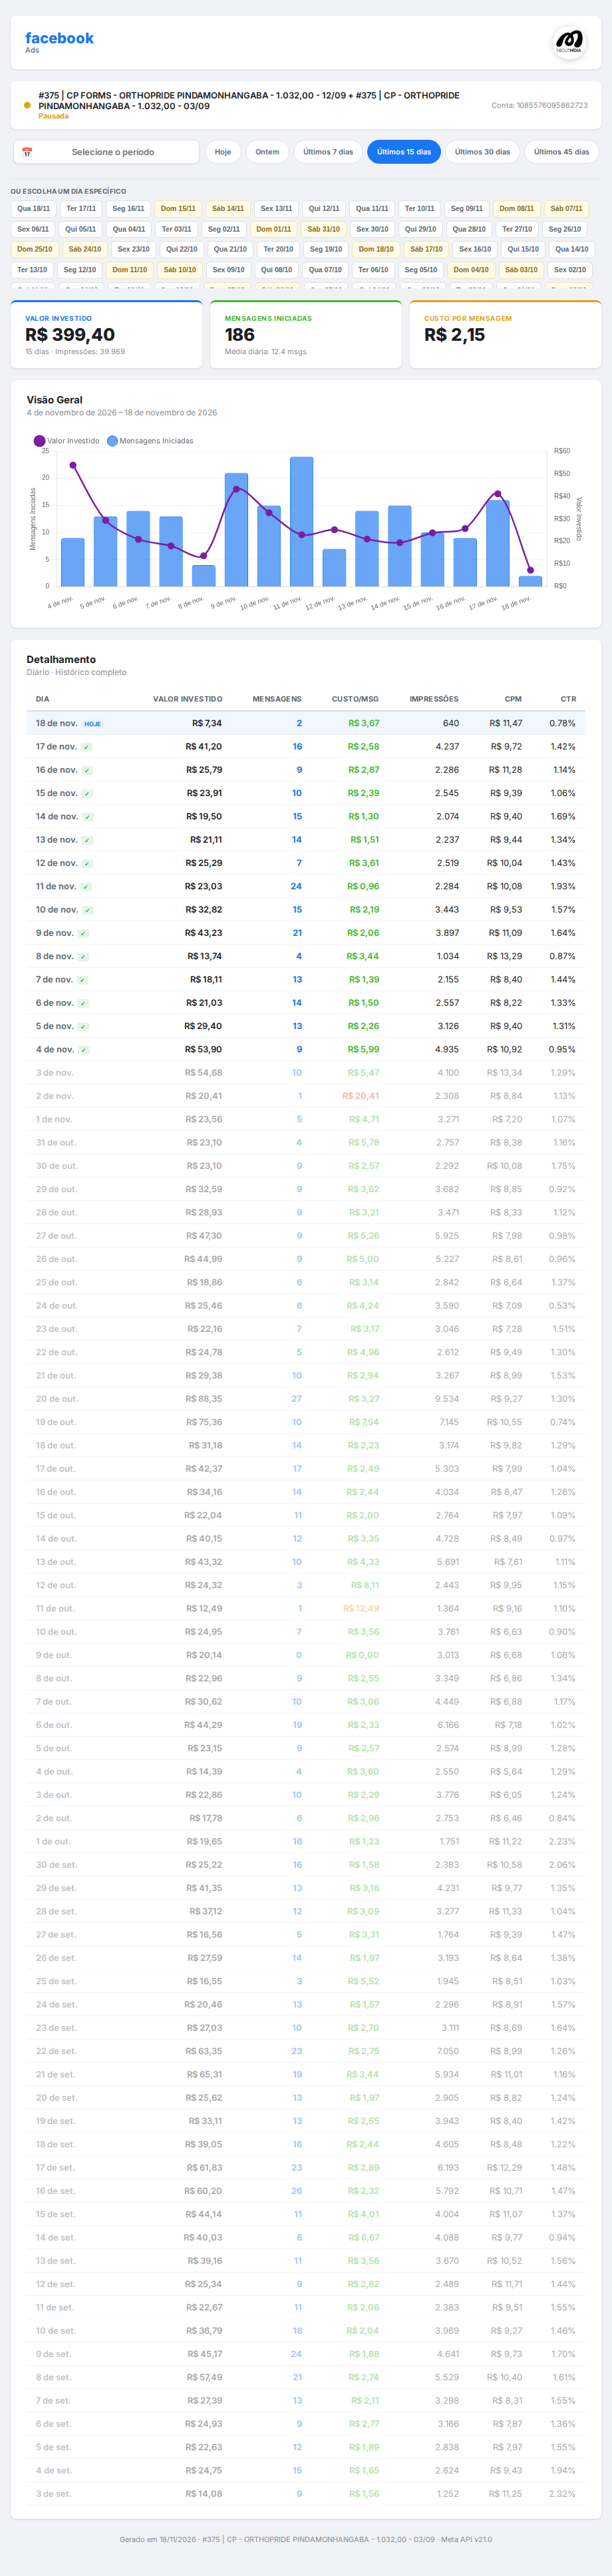 facebook
Ads
3BOUTMIDIA
#375 | CP FORMS - ORTHOPRIDE PINDAMONHANGABA - 1.032,00 - 12/09 + #375 | CP - ORTHOPRIDE
PINDAMONHANGABA - 1.032,00 - 03/09
Pausada
Conta: 1085576095862723
Selecione o período Hoje Ontem Últimos 7 dias Últimos 15 dias Últimos 30 dias Últimos 45 dias
OU ESCOLHA UM DIA ESPECÍFICO
Qua 18/11 Ter 17/11 Seg 16/11 Dom 15/11 Sáb 14/11 Sex 13/11 Qui 12/11 Qua 11/11 Ter 10/11 Seg 09/11 Dom 08/11 Sáb 07/11
Sex 06/11 Qui 05/11 Qua 04/11 Ter 03/11 Seg 02/11 Dom 01/11 Sáb 31/10 Sex 30/10 Qui 29/10 Qua 28/10 Ter 27/10 Seg 26/10
Dom 25/10 Sáb 24/10 Sex 23/10 Qui 22/10 Qua 21/10 Ter 20/10 Seg 19/10 Dom 18/10 Sáb 17/10 Sex 16/10 Qui 15/10 Qua 14/10
Ter 13/10 Seg 12/10 Dom 11/10 Sáb 10/10 Sex 09/10 Qui 08/10 Qua 07/10 Ter 06/10 Seg 05/10 Dom 04/10 Sáb 03/10 Sex 02/10
VALOR INVESTIDO
R$ 399,40
15 dias · Impressões: 39.969
MENSAGENS INICIADAS
186
Média diária: 12.4 msgs
CUSTO POR MENSAGEM
R$ 2,15
Visão Geral
4 de novembro de 2026 – 18 de novembro de 2026
Valor Investido Mensagens Iniciadas
25
20
15
10
5
0
Mensagens Iniciadas
R$60
R$50
R$40
R$30
R$20
R$10
R$0
Valor Investido
4 de nov. 5 de nov. 6 de nov. 7 de nov. 8 de nov. 9 de nov. 10 de nov. 11 de nov. 12 de nov. 13 de nov. 14 de nov. 15 de nov. 16 de nov. 17 de nov. 18 de nov.
Detalhamento
Diário · Histórico completo
DIA VALOR INVESTIDO MENSAGENS CUSTO/MSG IMPRESSÕES CPM CTR
18 de nov. HOJE R$ 7,34 2 R$ 3,67 640 R$ 11,47 0.78%
17 de nov. ✓ R$ 41,20 16 R$ 2,58 4.237 R$ 9,72 1.42%
16 de nov. ✓ R$ 25,79 9 R$ 2,87 2.286 R$ 11,28 1.14%
15 de nov. ✓ R$ 23,91 10 R$ 2,39 2.545 R$ 9,39 1.06%
14 de nov. ✓ R$ 19,50 15 R$ 1,30 2.074 R$ 9,40 1.69%
13 de nov. ✓ R$ 21,11 14 R$ 1,51 2.237 R$ 9,44 1.34%
12 de nov. ✓ R$ 25,29 7 R$ 3,61 2.519 R$ 10,04 1.43%
11 de nov. ✓ R$ 23,03 24 R$ 0,96 2.284 R$ 10,08 1.93%
10 de nov. ✓ R$ 32,82 15 R$ 2,19 3.443 R$ 9,53 1.57%
9 de nov. ✓ R$ 43,23 21 R$ 2,06 3.897 R$ 11,09 1.64%
8 de nov. ✓ R$ 13,74 4 R$ 3,44 1.034 R$ 13,29 0.87%
7 de nov. ✓ R$ 18,11 13 R$ 1,39 2.155 R$ 8,40 1.44%
6 de nov. ✓ R$ 21,03 14 R$ 1,50 2.557 R$ 8,22 1.33%
5 de nov. ✓ R$ 29,40 13 R$ 2,26 3.126 R$ 9,40 1.31%
4 de nov. ✓ R$ 53,90 9 R$ 5,99 4.935 R$ 10,92 0.95%
3 de nov. R$ 54,68 10 R$ 5,47 4.100 R$ 13,34 1.29%
2 de nov. R$ 20,41 1 R$ 20,41 2.308 R$ 8,84 1.13%
1 de nov. R$ 23,56 5 R$ 4,71 3.271 R$ 7,20 1.07%
31 de out. R$ 23,10 4 R$ 5,78 2.757 R$ 8,38 1.16%
30 de out. R$ 23,10 9 R$ 2,57 2.292 R$ 10,08 1.75%
29 de out. R$ 32,59 9 R$ 3,62 3.682 R$ 8,85 0.92%
28 de out. R$ 28,93 9 R$ 3,21 3.471 R$ 8,33 1.12%
27 de out. R$ 47,30 9 R$ 5,26 5.925 R$ 7,98 0.98%
26 de out. R$ 44,99 9 R$ 5,00 5.227 R$ 8,61 0.96%
25 de out. R$ 18,86 6 R$ 3,14 2.842 R$ 6,64 1.37%
24 de out. R$ 25,46 6 R$ 4,24 3.590 R$ 7,09 0.53%
23 de out. R$ 22,16 7 R$ 3,17 3.046 R$ 7,28 1.51%
22 de out. R$ 24,78 5 R$ 4,96 2.612 R$ 9,49 1.30%
21 de out. R$ 29,38 10 R$ 2,94 3.267 R$ 8,99 1.53%
20 de out. R$ 88,35 27 R$ 3,27 9.534 R$ 9,27 1.30%
19 de out. R$ 75,36 10 R$ 7,54 7.145 R$ 10,55 0.74%
18 de out. R$ 31,18 14 R$ 2,23 3.174 R$ 9,82 1.29%
17 de out. R$ 42,37 17 R$ 2,49 5.303 R$ 7,99 1.04%
16 de out. R$ 34,16 14 R$ 2,44 4.034 R$ 8,47 1.26%
15 de out. R$ 22,04 11 R$ 2,00 2.764 R$ 7,97 1.09%
14 de out. R$ 40,15 12 R$ 3,35 4.728 R$ 8,49 0.97%
13 de out. R$ 43,32 10 R$ 4,33 5.691 R$ 7,61 1.11%
12 de out. R$ 24,32 3 R$ 8,11 2.443 R$ 9,95 1.15%
11 de out. R$ 12,49 1 R$ 12,49 1.364 R$ 9,16 1.10%
10 de out. R$ 24,95 7 R$ 3,56 3.761 R$ 6,63 0.90%
9 de out. R$ 20,14 0 R$ 0,00 3.013 R$ 6,68 1.06%
8 de out. R$ 22,96 9 R$ 2,55 3.349 R$ 6,86 1.34%
7 de out. R$ 30,62 10 R$ 3,06 4.449 R$ 6,88 1.17%
6 de out. R$ 44,29 19 R$ 2,33 6.166 R$ 7,18 1.02%
5 de out. R$ 23,15 9 R$ 2,57 2.574 R$ 8,99 1.28%
4 de out. R$ 14,39 4 R$ 3,60 2.550 R$ 5,64 1.29%
3 de out. R$ 22,86 10 R$ 2,29 3.776 R$ 6,05 1.24%
2 de out. R$ 17,78 6 R$ 2,96 2.753 R$ 6,46 0.84%
1 de out. R$ 19,65 16 R$ 1,23 1.751 R$ 11,22 2.23%
30 de set. R$ 25,22 16 R$ 1,58 2.383 R$ 10,58 2.06%
29 de set. R$ 41,35 13 R$ 3,18 4.231 R$ 9,77 1.35%
28 de set. R$ 37,12 12 R$ 3,09 3.277 R$ 11,33 1.04%
27 de set. R$ 16,56 5 R$ 3,31 1.764 R$ 9,39 1.47%
26 de set. R$ 27,59 14 R$ 1,97 3.193 R$ 8,64 1.38%
25 de set. R$ 16,55 3 R$ 5,52 1.945 R$ 8,51 1.03%
24 de set. R$ 20,46 13 R$ 1,57 2.296 R$ 8,91 1.57%
23 de set. R$ 27,03 10 R$ 2,70 3.111 R$ 8,69 1.64%
22 de set. R$ 63,35 23 R$ 2,75 7.050 R$ 8,99 1.26%
21 de set. R$ 65,31 19 R$ 3,44 5.934 R$ 11,01 1.16%
20 de set. R$ 25,62 13 R$ 1,97 2.905 R$ 8,82 1.24%
19 de set. R$ 33,11 13 R$ 2,55 3.943 R$ 8,40 1.42%
18 de set. R$ 39,05 16 R$ 2,44 4.605 R$ 8,48 1.22%
17 de set. R$ 61,83 23 R$ 2,69 6.193 R$ 12,29 1.48%
16 de set. R$ 60,20 26 R$ 2,32 5.792 R$ 10,71 1.47%
15 de set. R$ 44,14 11 R$ 4,01 4.004 R$ 11,07 1.37%
14 de set. R$ 40,03 6 R$ 6,67 4.088 R$ 9,77 0.94%
13 de set. R$ 39,16 11 R$ 3,56 3.670 R$ 10,52 1.56%
12 de set. R$ 25,34 9 R$ 2,82 2.489 R$ 11,71 1.44%
11 de set. R$ 22,67 11 R$ 2,06 2.383 R$ 9,51 1.55%
10 de set. R$ 36,79 18 R$ 2,04 3.969 R$ 9,27 1.46%
9 de set. R$ 45,17 24 R$ 1,88 4.641 R$ 9,73 1.70%
8 de set. R$ 57,49 21 R$ 2,74 5.529 R$ 10,40 1.61%
7 de set. R$ 27,39 13 R$ 2,11 3.298 R$ 8,31 1.55%
6 de set. R$ 24,93 9 R$ 2,77 3.166 R$ 7,87 1.36%
5 de set. R$ 22,63 12 R$ 1,89 2.838 R$ 7,97 1.55%
4 de set. R$ 24,75 15 R$ 1,65 2.624 R$ 9,43 1.94%
3 de set. R$ 14,08 9 R$ 1,56 1.252 R$ 11,25 2.32%
Gerado em 18/11/2026 · #375 | CP - ORTHOPRIDE PINDAMONHANGABA - 1.032,00 - 03/09 · Meta API v21.0